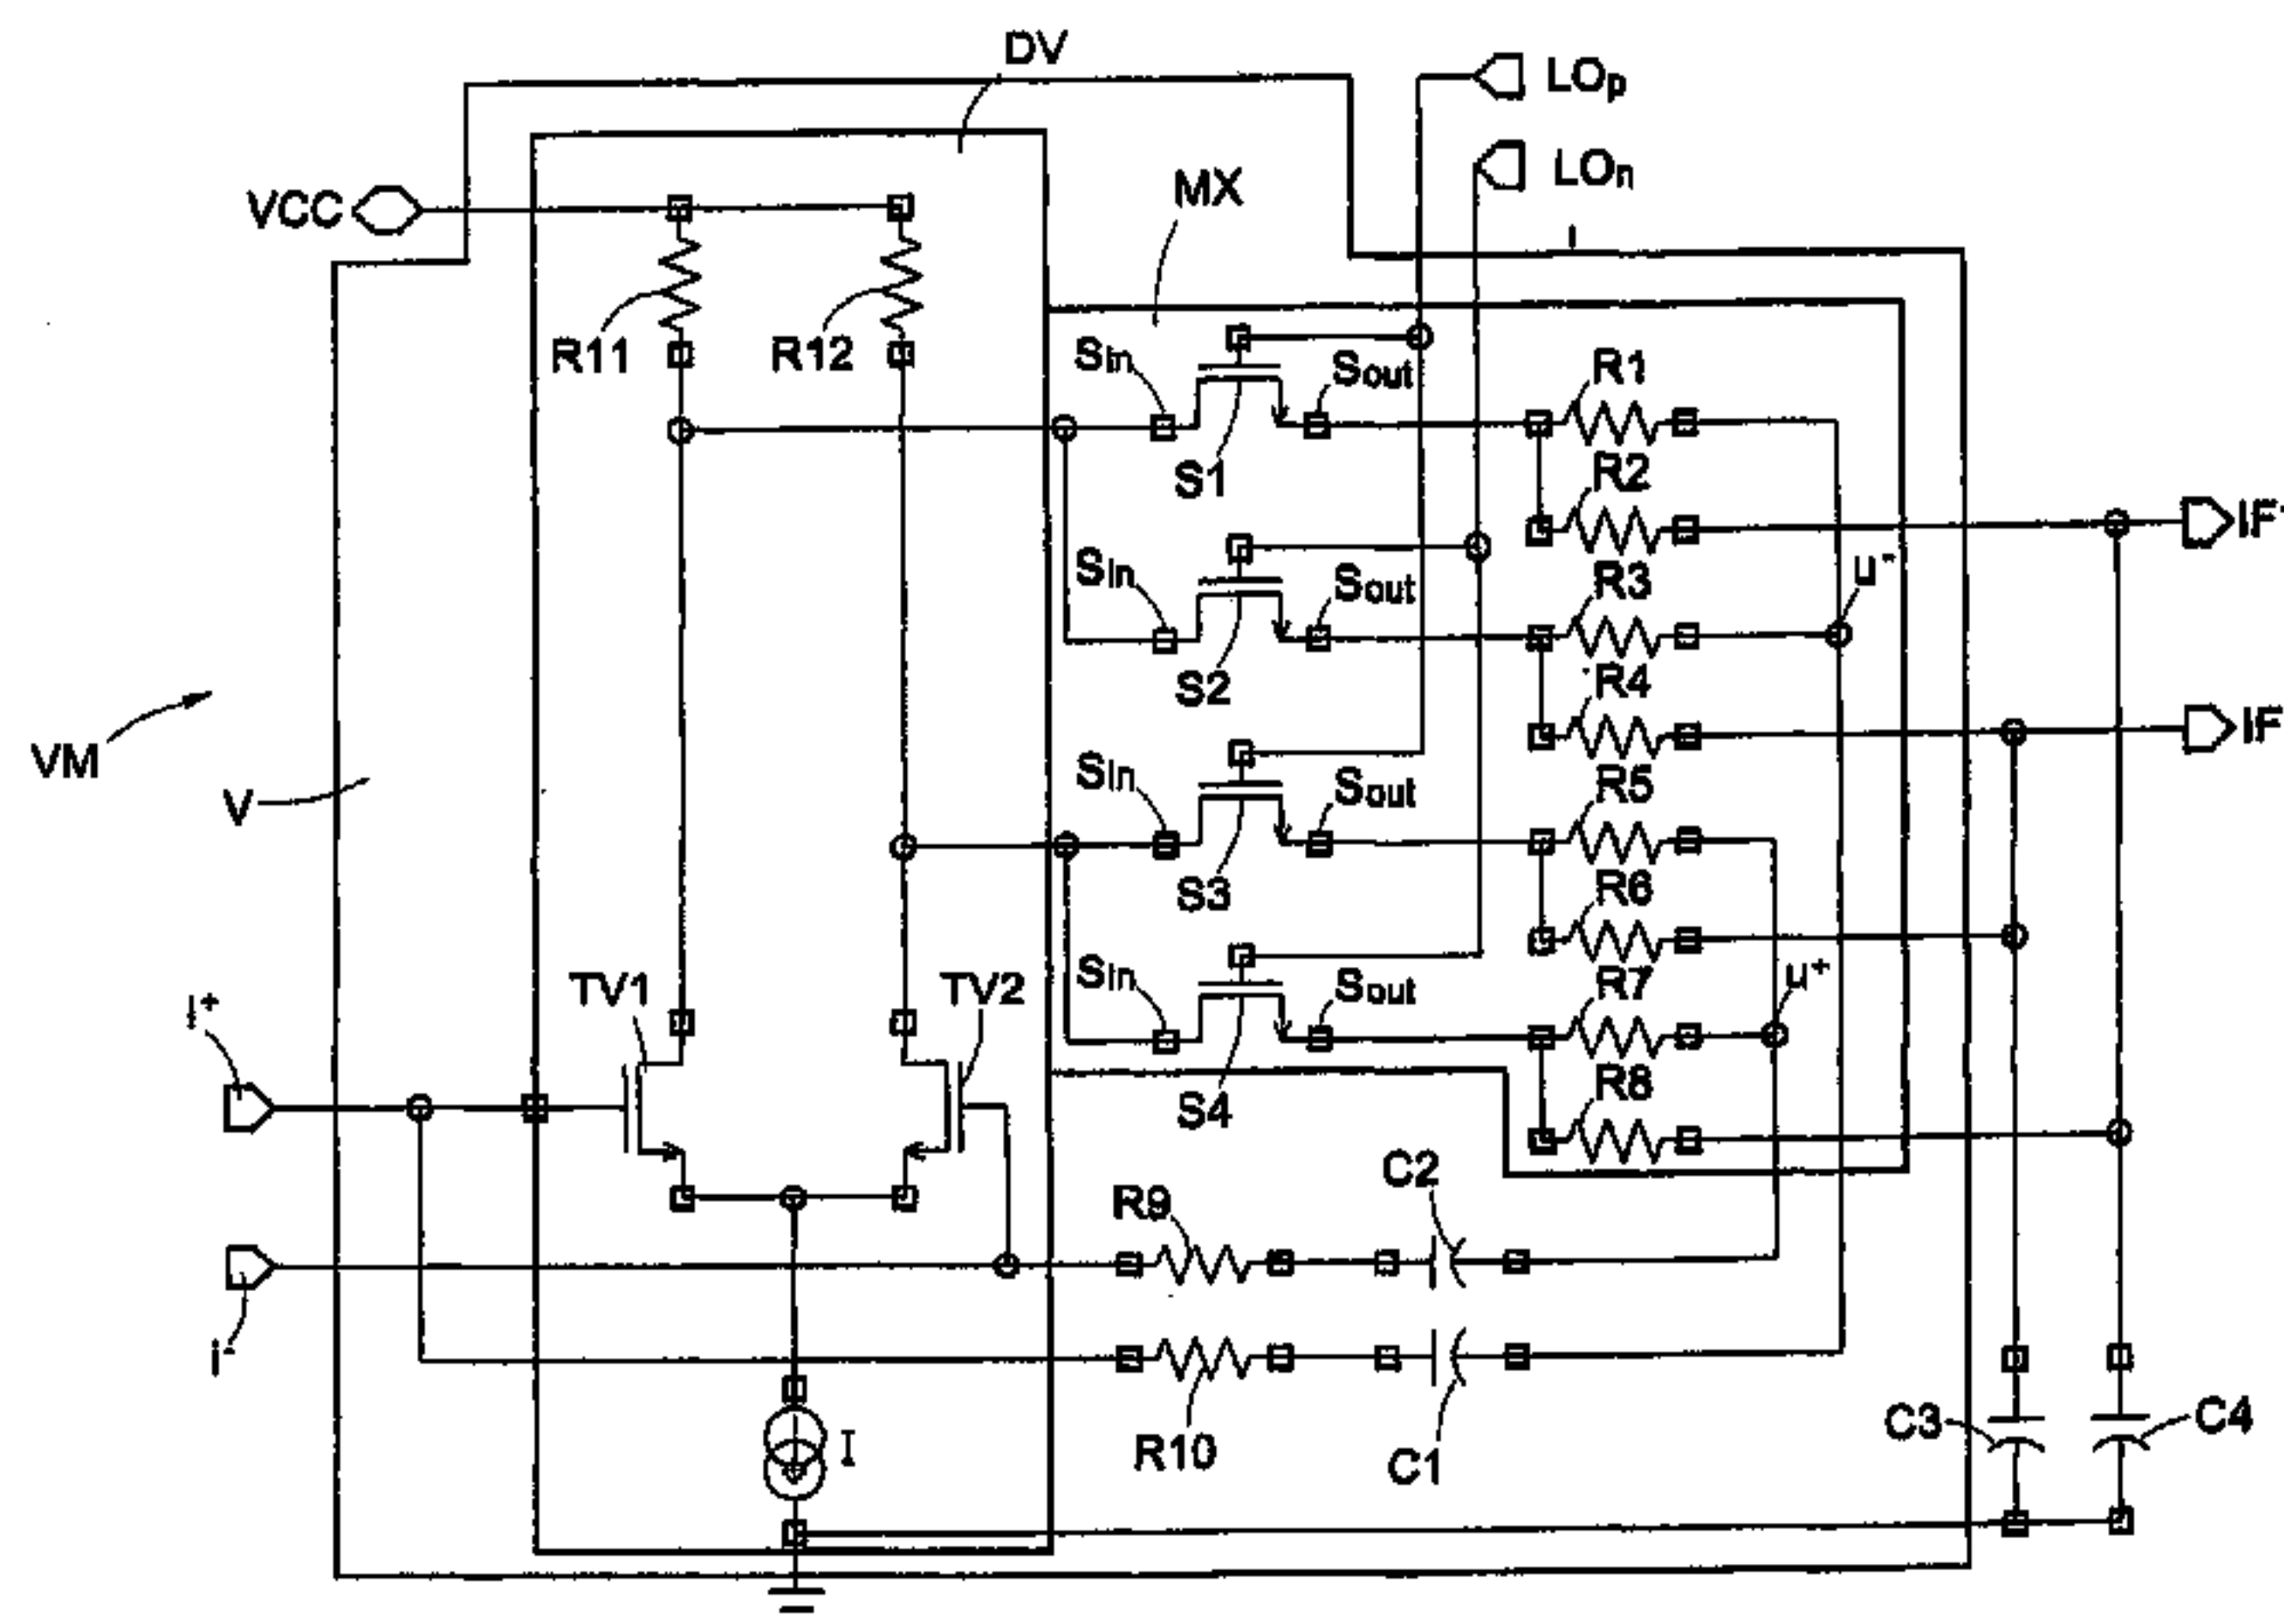 DV
LOp
LOn
MX
VCC
R11
R12
Sin
Sout
R1
S1
R2
IF
u-
Sin
Sout
R3
S2
R4
IF
VM
V
Sin
Sout
R5
S3
R6
TV1
TV2
Sin
Sout
R7
u+
i+
S4
R8
C2
R9
i-
I
R10
C1
C3
C4